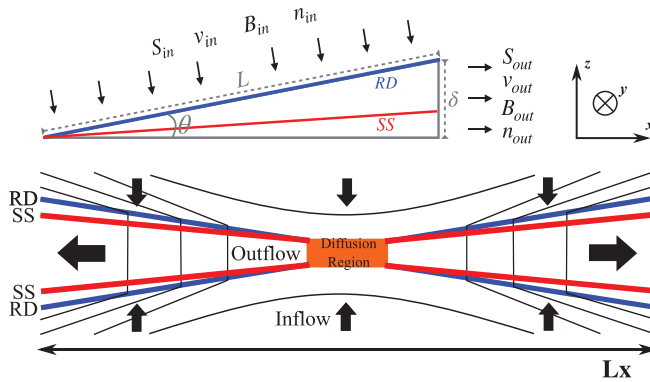 S_in v_in B_in n_in
L
RD
θ
SS
δ
S_out
v_out
B_out
n_out
z
y
x
RD
SS
Diffusion
Region
Outflow
SS
RD
Inflow
Lx